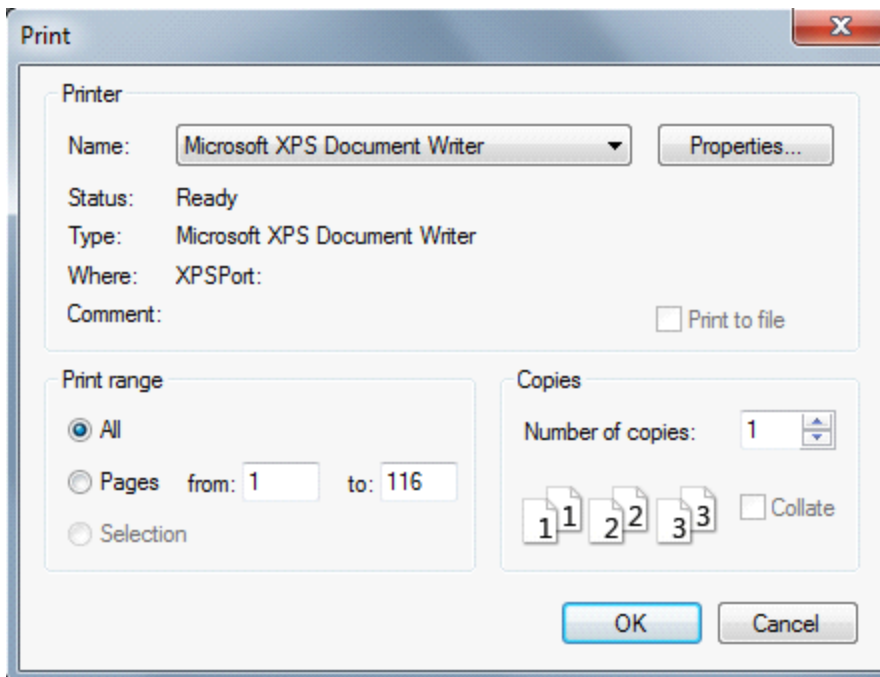 Print
Printer
Name: Microsoft XPS Document Writer Properties...
Status: Ready
Type: Microsoft XPS Document Writer
Where: XPSPort:
Comment:
Print to file
Print range
All
Pages from: 1 to: 116
Selection
Copies
Number of copies: 1
1 1 2 2 3 3 Collate
OK Cancel